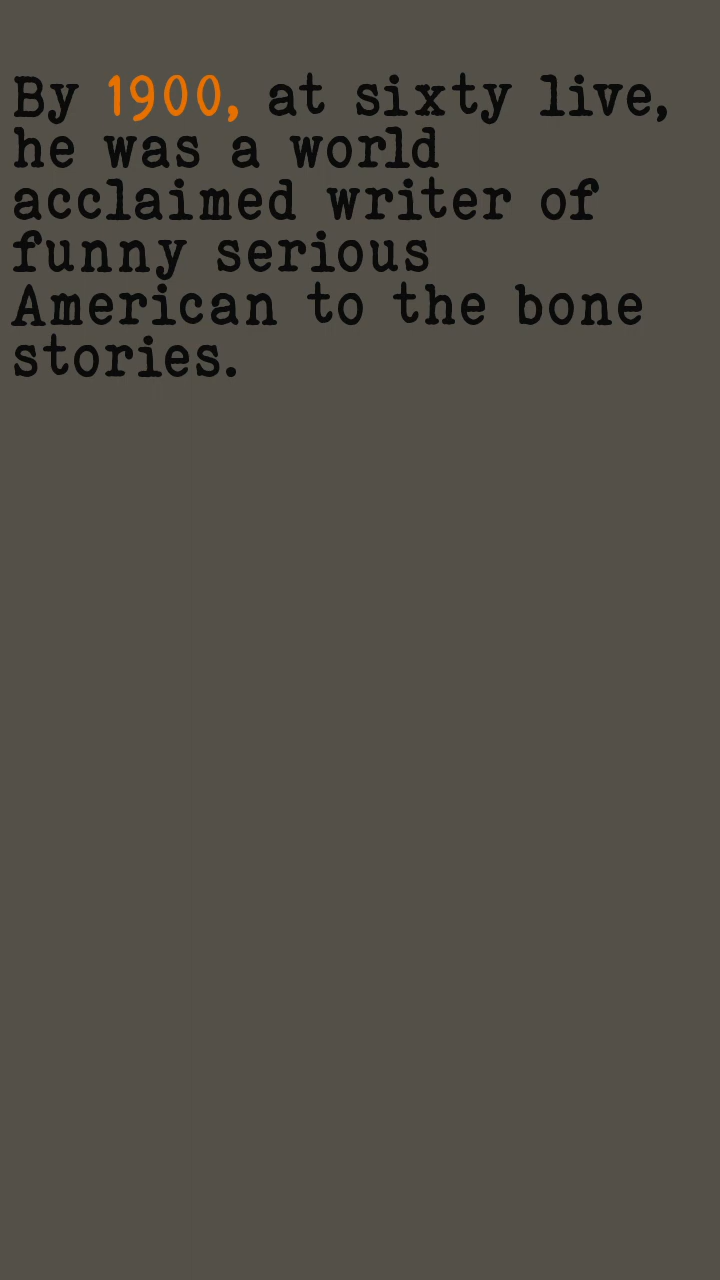 By 1900, at sixty live,
he was a world
acclaimed writer of
funny serious
American to the bone
stories.